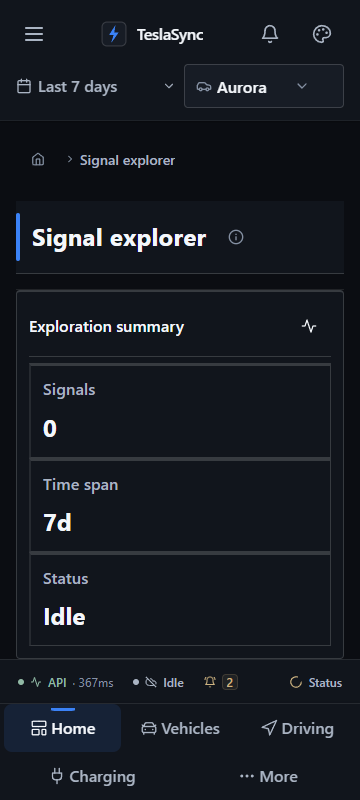 TeslaSync
Last 7 days
Aurora
Signal explorer
Signal explorer
Exploration summary
Signals
0
Time span
7d
Status
Idle
API · 367ms
Idle
2
Status
Home
Vehicles
Driving
Charging
More